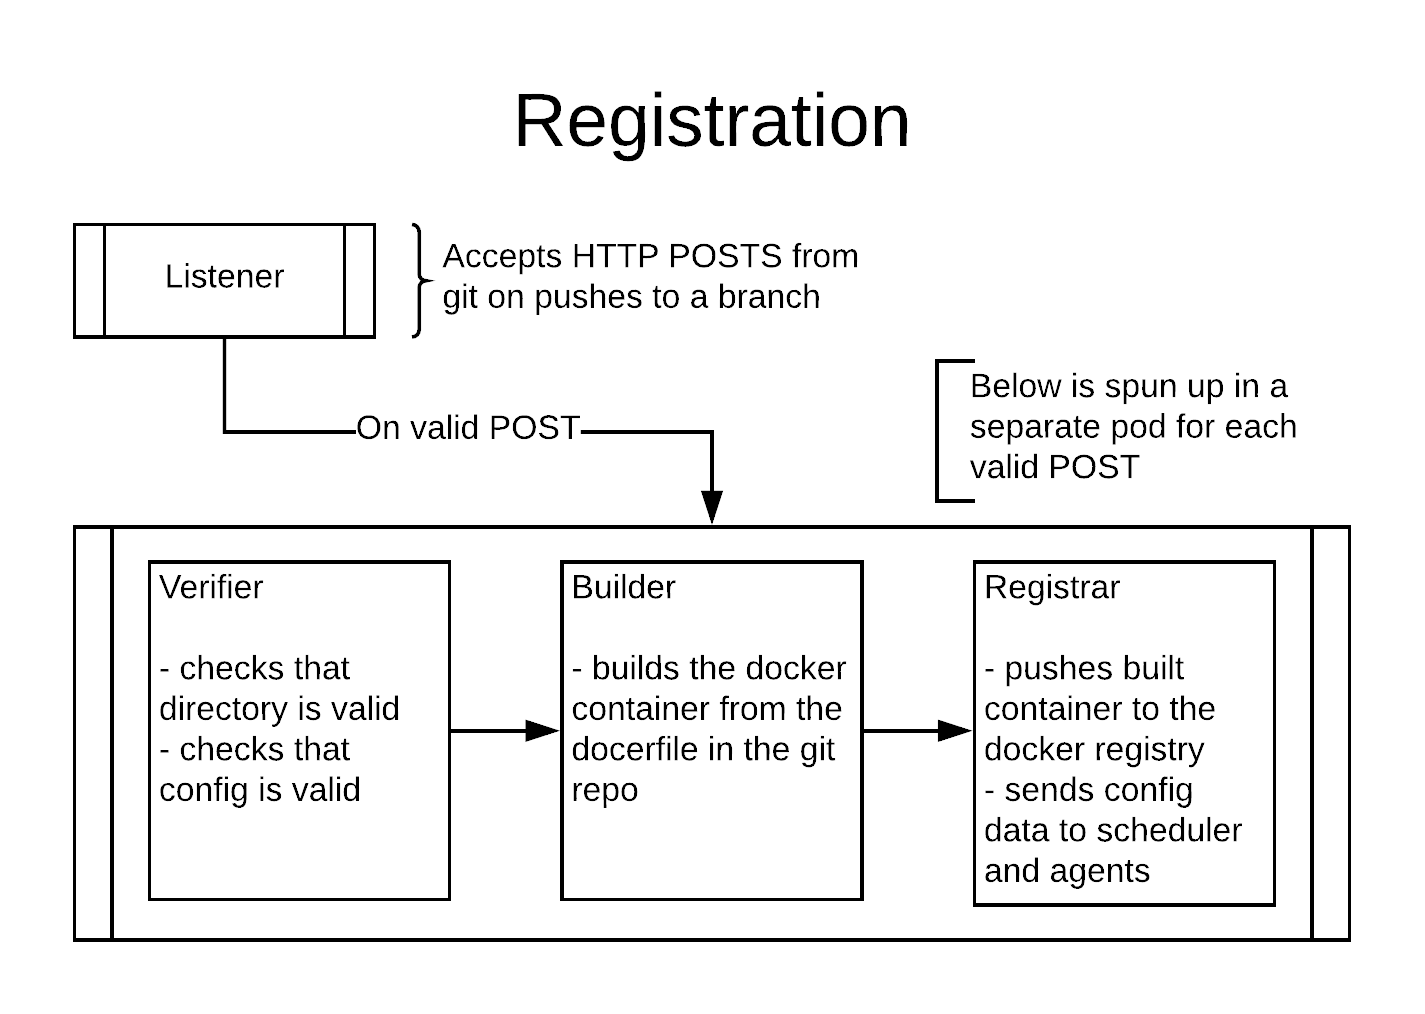 Registration
Listener
Accepts HTTP POSTS from
git on pushes to a branch
On valid POST
Below is spun up in a
separate pod for each
valid POST
Verifier
- checks that
directory is valid
- checks that
config is valid
Builder
- builds the docker
container from the
docerfile in the git
repo
Registrar
- pushes built
container to the
docker registry
- sends config
data to scheduler
and agents